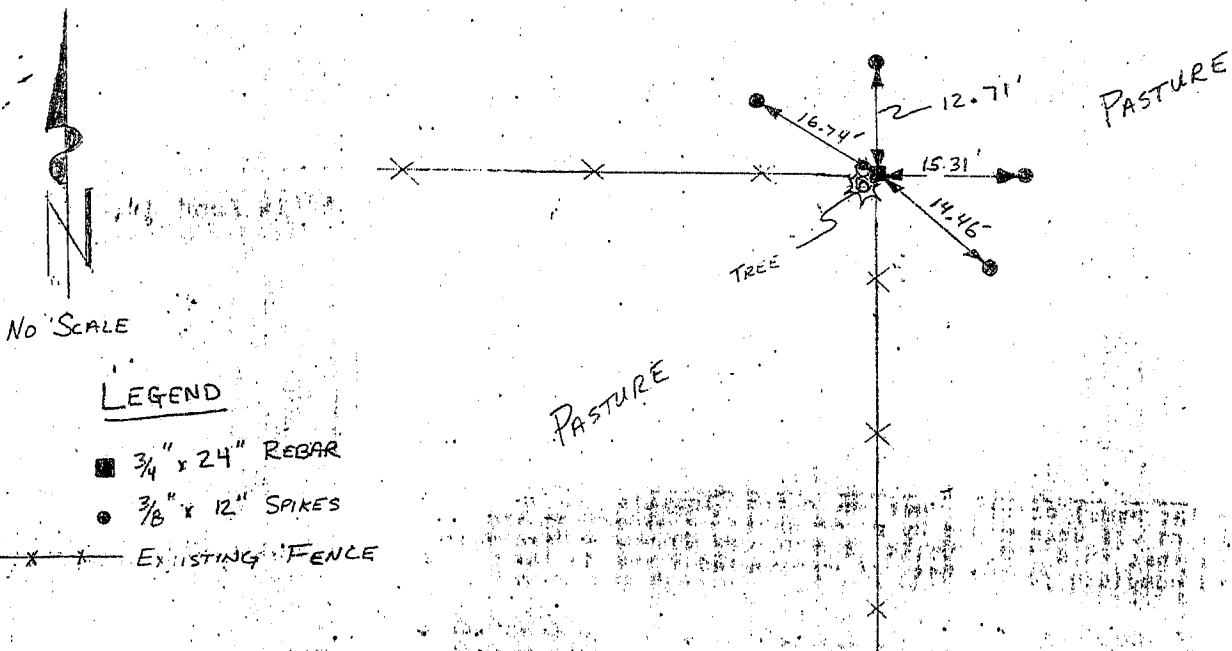 12.71'
PASTURE
16.74'
15.31'
14.46
TREE
N
NO SCALE
PASTURE
LEGEND
3/4" x 24" REBAR
3/8" x 12" SPIKES
EXISTING FENCE